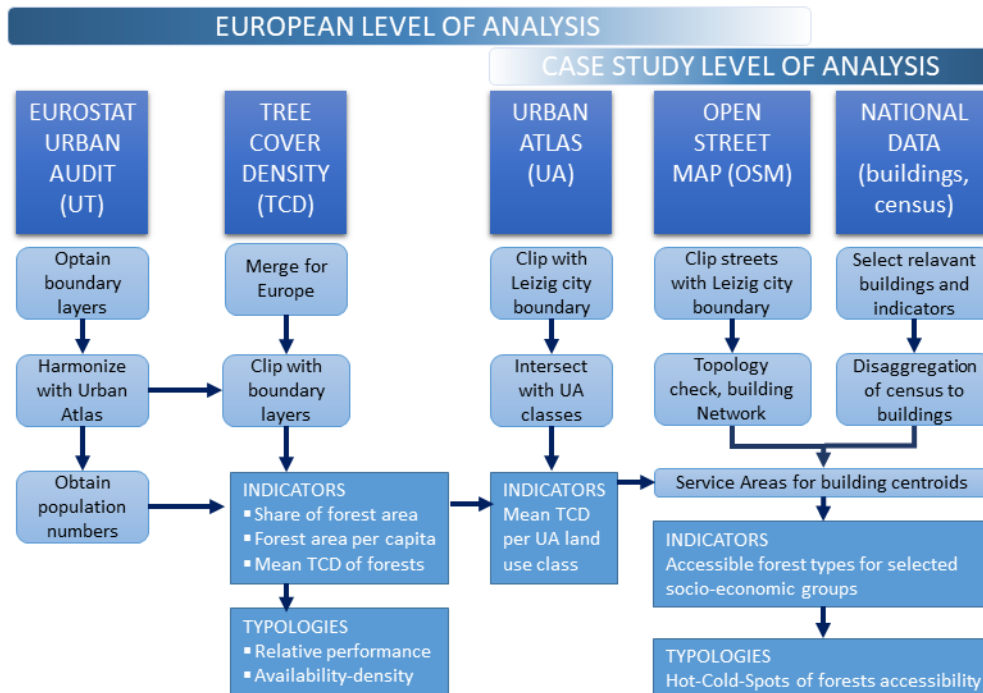 EUROPEAN LEVEL OF ANALYSIS
CASE STUDY LEVEL OF ANALYSIS
EUROSTAT
URBAN
AUDIT
(UT)
TREE
COVER
DENSITY
(TCD)
URBAN
ATLAS
(UA)
OPEN
STREET
MAP (OSM)
NATIONAL
DATA
(buildings,
census)
Optain
boundary
layers
Merge for
Europe
Clip with
Leizig city
boundary
Clip streets
with Leizig city
boundary
Select relavant
buildings and
indicators
Harmonize
with Urban
Atlas
Clip with
boundary
layers
Intersect
with UA
classes
Topology
check, building
Network
Disaggregation
of census to
buildings
Obtain
population
numbers
INDICATORS
▪ Share of forest area
▪ Forest area per capita
▪ Mean TCD of forests
INDICATORS
Mean TCD
per UA land
use class
Service Areas for building centroids
INDICATORS
Accessible forest types for selected
socio-economic groups
TYPOLOGIES
▪ Relative performance
▪ Availability-density
TYPOLOGIES
Hot-Cold-Spots of forests accessibility